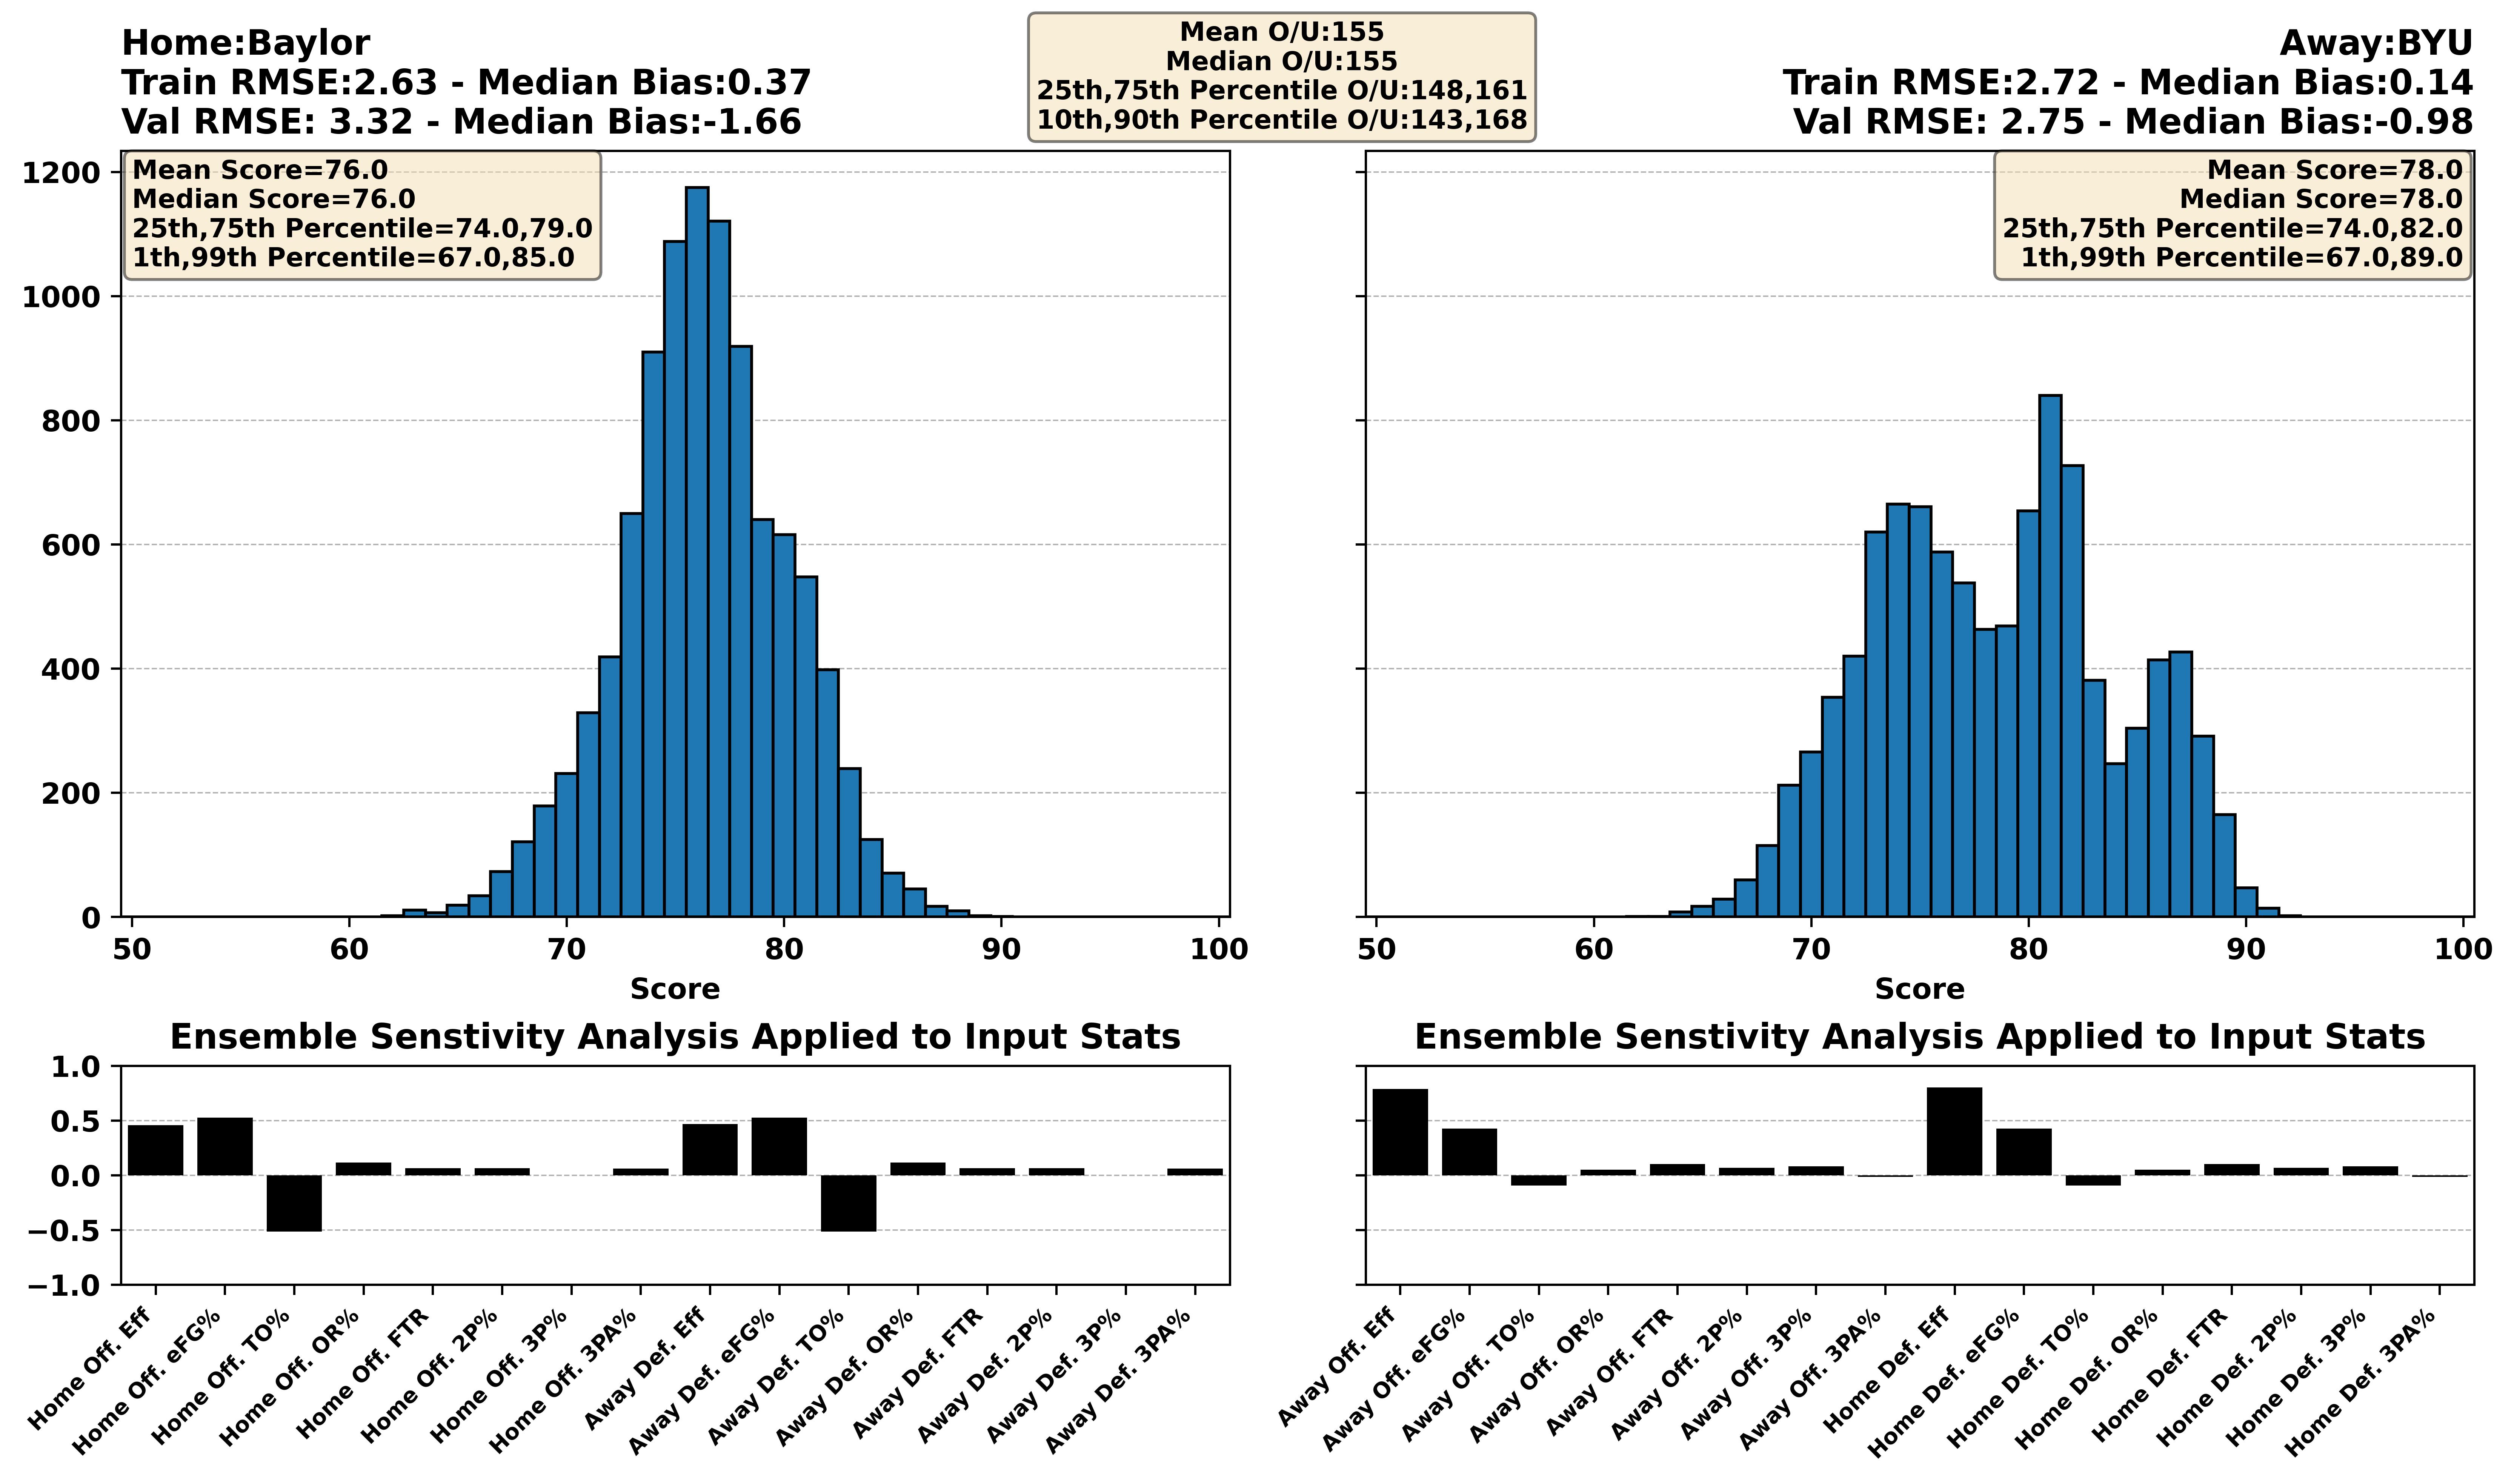 Home:Baylor
Train RMSE:2.63 - Median Bias:0.37
Val RMSE: 3.32 - Median Bias:-1.66
Mean O/U:155
Median O/U:155
25th,75th Percentile O/U:148,161
10th,90th Percentile O/U:143,168
Away:BYU
Train RMSE:2.72 - Median Bias:0.14
Val RMSE: 2.75 - Median Bias:-0.98
Mean Score=76.0
Median Score=76.0
25th,75th Percentile=74.0,79.0
1th,99th Percentile=67.0,85.0
1200
1000
800
600
400
200
0
50 60 70 80 90 100
Score
Mean Score=78.0
Median Score=78.0
25th,75th Percentile=74.0,82.0
1th,99th Percentile=67.0,89.0
50 60 70 80 90 100
Score
Ensemble Senstivity Analysis Applied to Input Stats
1.0
0.5
0.0
−0.5
−1.0
Home Off. Eff
Home Off. eFG%
Home Off. TO%
Home Off. OR%
Home Off. FTR
Home Off. 2P%
Home Off. 3P%
Home Off. 3PA%
Away Def. Eff
Away Def. eFG%
Away Def. TO%
Away Def. OR%
Away Def. FTR
Away Def. 2P%
Away Def. 3P%
Away Def. 3PA%
Ensemble Senstivity Analysis Applied to Input Stats
Away Off. Eff
Away Off. eFG%
Away Off. TO%
Away Off. OR%
Away Off. FTR
Away Off. 2P%
Away Off. 3P%
Away Off. 3PA%
Home Def. Eff
Home Def. eFG%
Home Def. TO%
Home Def. OR%
Home Def. FTR
Home Def. 2P%
Home Def. 3P%
Home Def. 3PA%